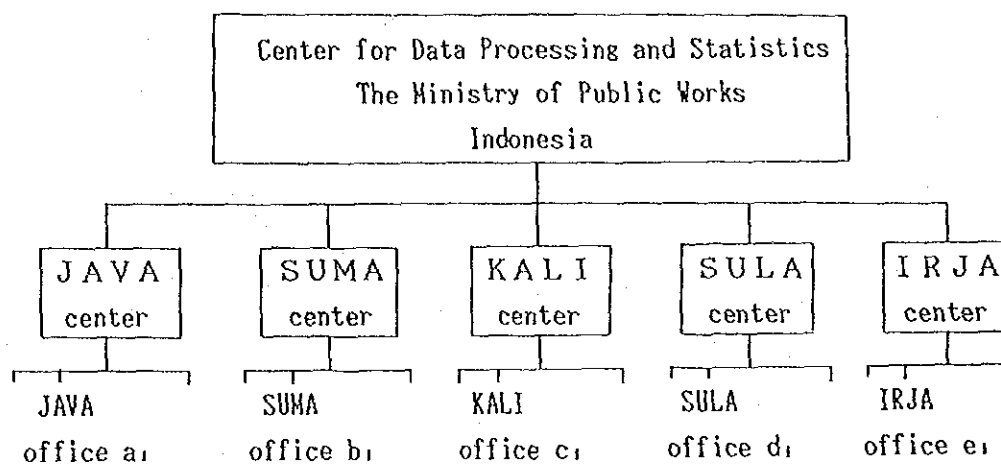 Center for Data Processing and Statistics
The Ministry of Public Works
Indonesia
JAVA SUMA KALI SULA IRJA
center center center center center
JAVA SUMA KALI SULA IRJA
office a₁ office b₁ office c₁ office d₁ office e₁